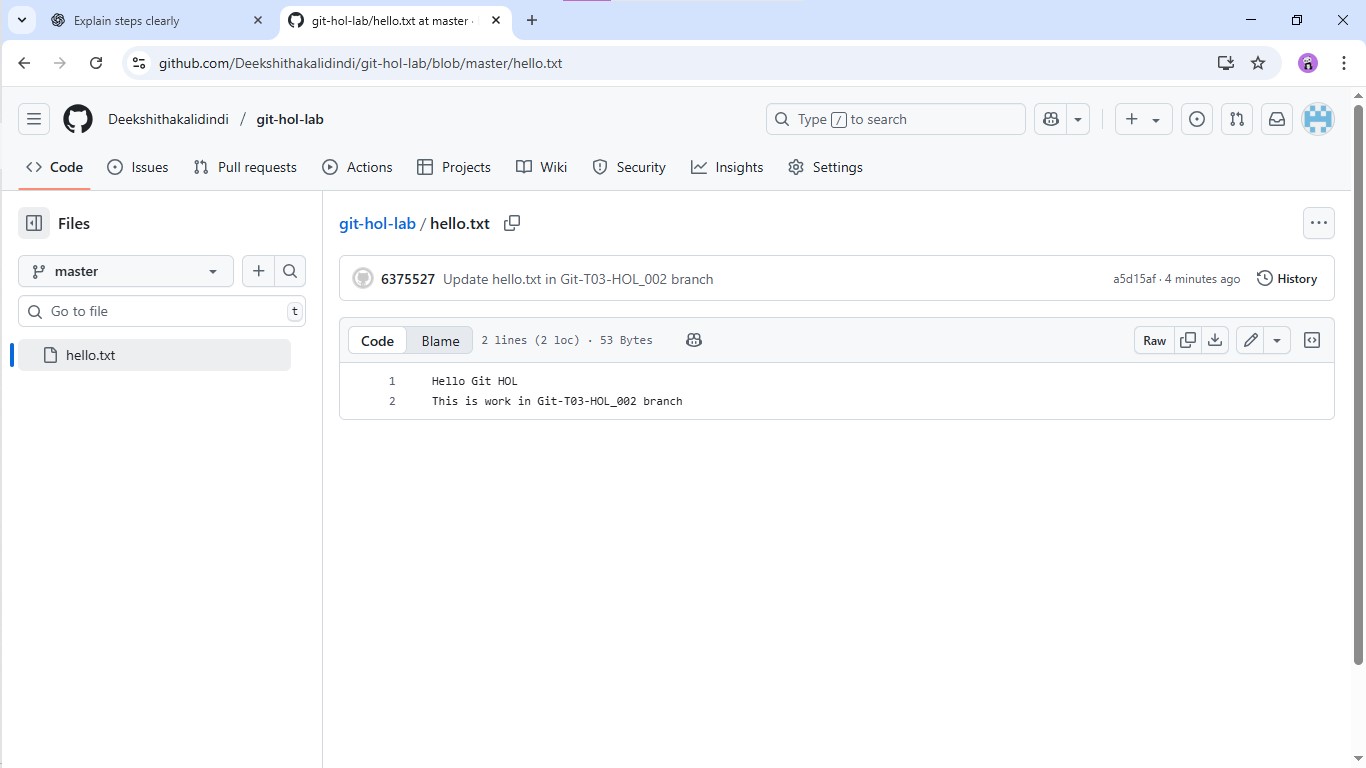 Explain steps clearly
git-hol-lab/hello.txt at master ·
github.com/Deekshithakalidindi/git-hol-lab/blob/master/hello.txt
Deekshithakalidindi / git-hol-lab
Type / to search
Code Issues Pull requests Actions Projects Wiki Security Insights Settings
Files
git-hol-lab / hello.txt
master
6375527 Update hello.txt in Git-T03-HOL_002 branch
a5d15af · 4 minutes ago
History
Go to file
t
Code Blame 2 lines (2 loc) · 53 Bytes
Raw
hello.txt
1 Hello Git HOL
2 This is work in Git-T03-HOL_002 branch